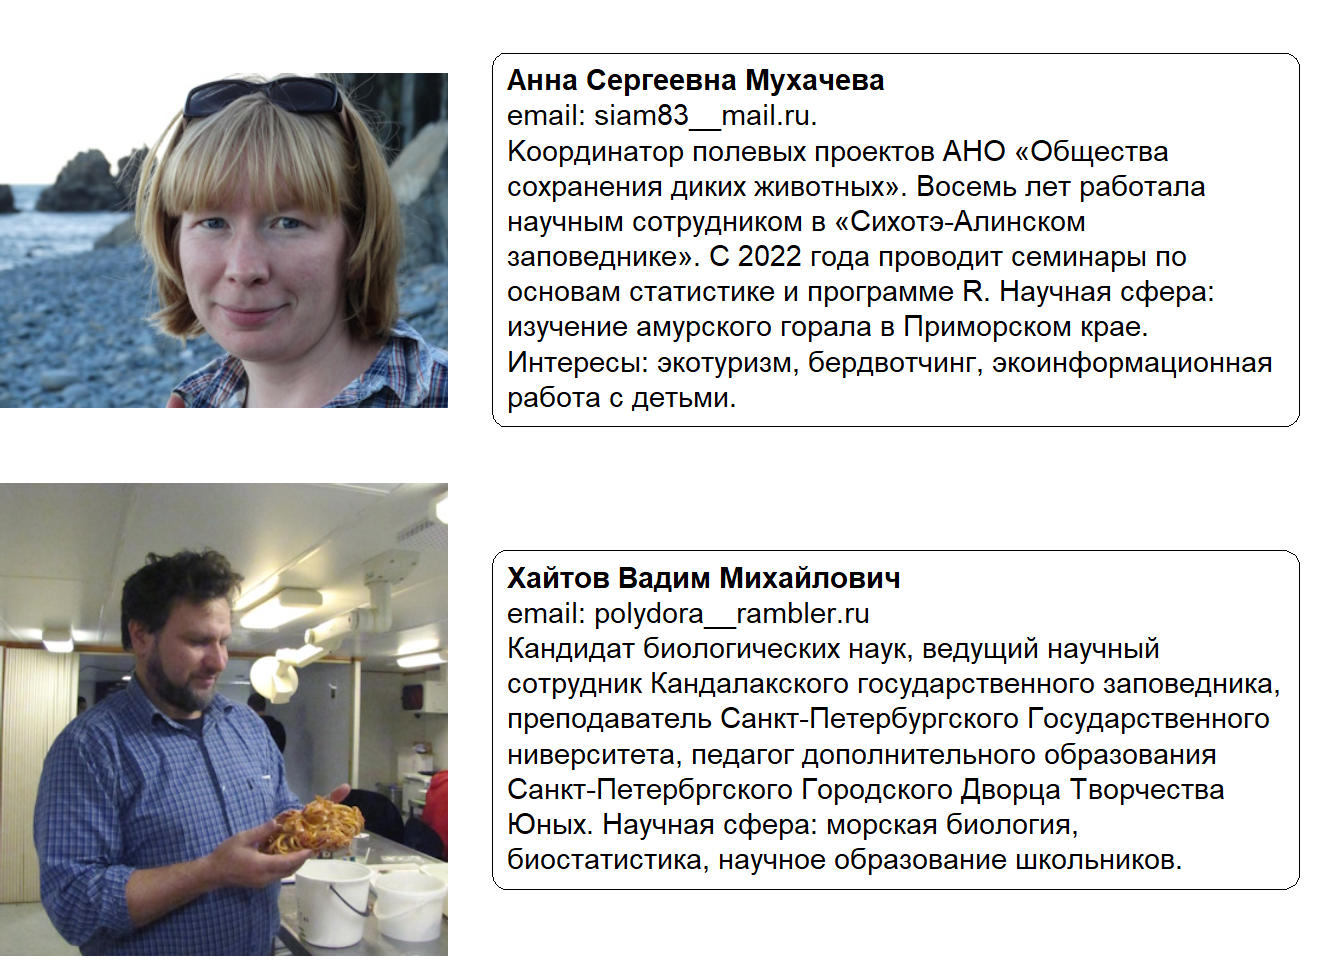 Анна Сергеевна Мухачева
email: siam83__mail.ru.
Координатор полевых проектов АНО «Общества
сохранения диких животных». Восемь лет работала
научным сотрудником в «Сихотэ-Алинском
заповеднике». С 2022 года проводит семинары по
основам статистике и программе R. Научная сфера:
изучение амурского горала в Приморском крае.
Интересы: экотуризм, бердвотчинг, экоинформационная
работа с детьми.
Хайтов Вадим Михайлович
email: polydora__rambler.ru
Кандидат биологических наук, ведущий научный
сотрудник Кандалакского государственного заповедника,
преподаватель Санкт-Петербургского Государственного
ниверситета, педагог дополнительного образования
Санкт-Петербргского Городского Дворца Творчества
Юных. Научная сфера: морская биология,
биостатистика, научное образование школьников.